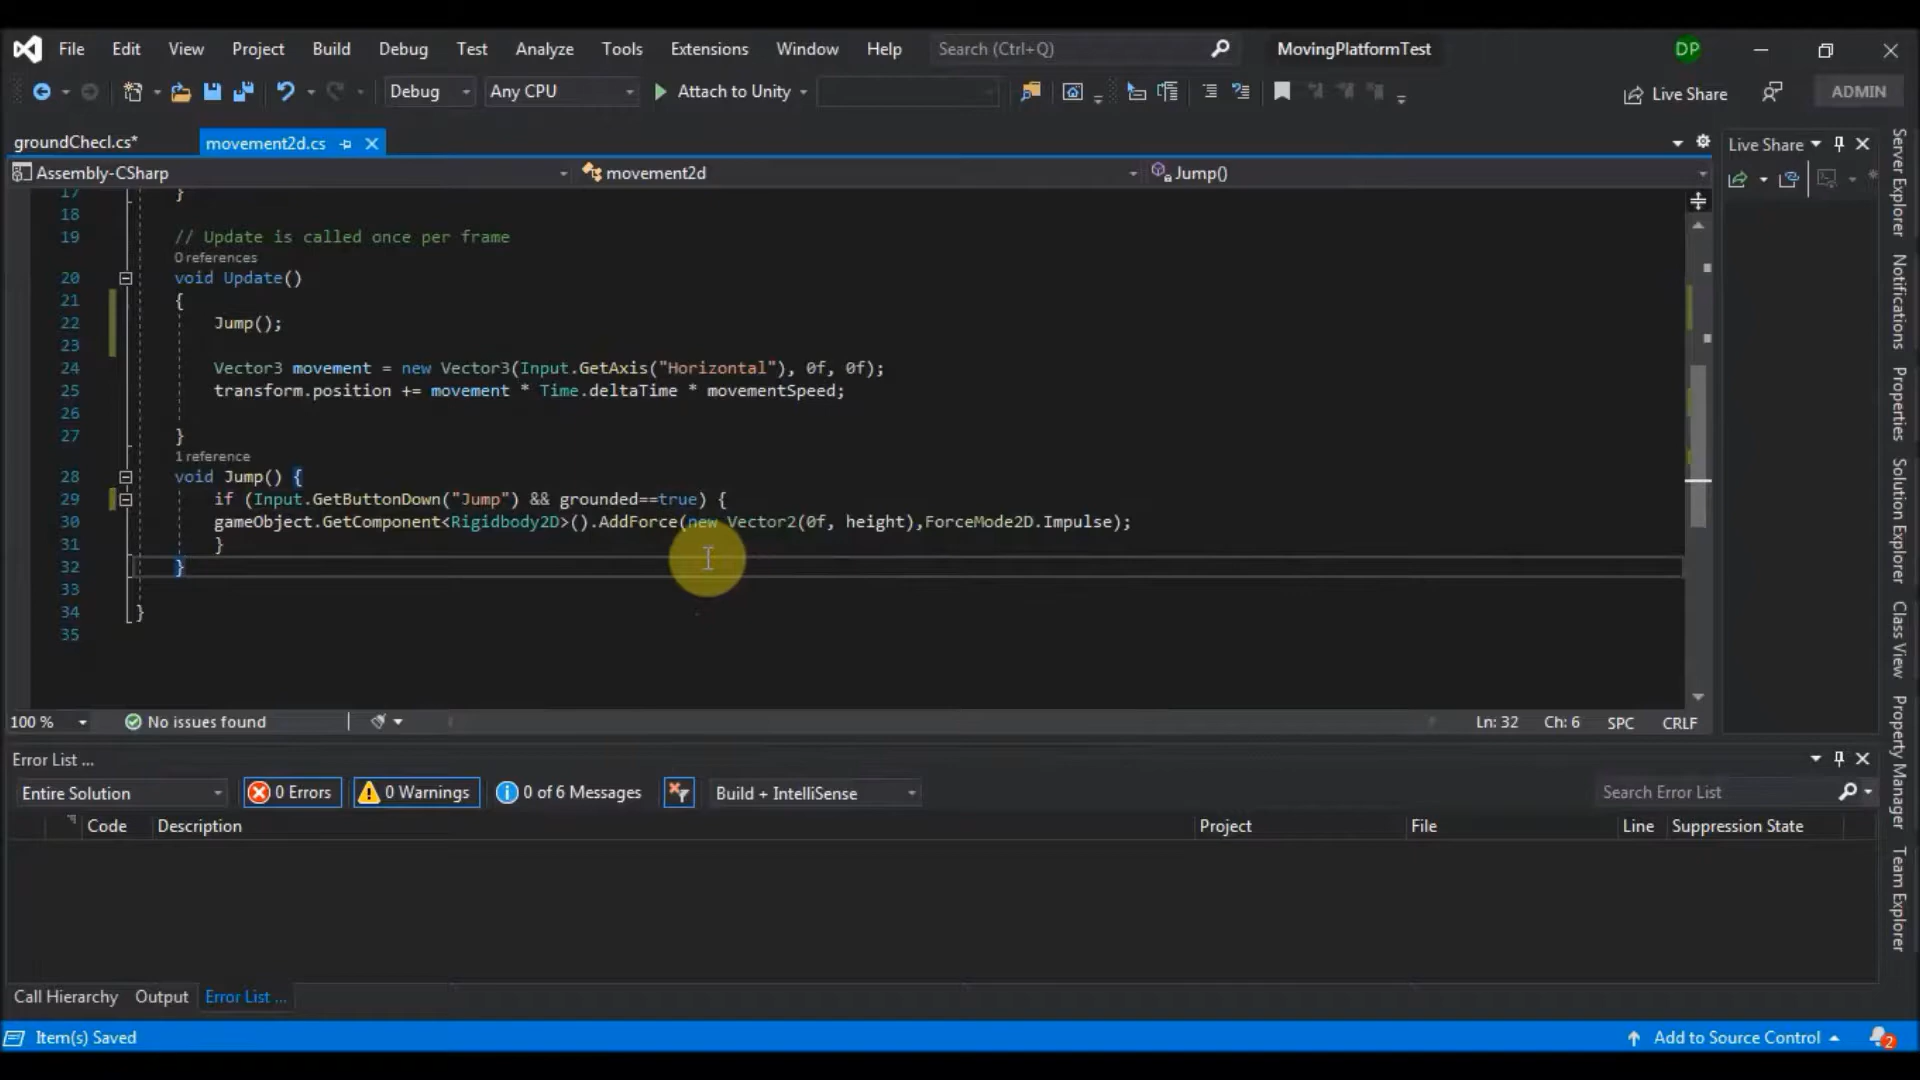 File Edit View Project Build Debug Test Analyze Tools Extensions Window Help Search (Ctrl+Q) MovingPlatformTest DP
Debug Any CPU Attach to Unity Live Share ADMIN
groundChecl.cs* movement2d.cs Live Share
Assembly-CSharp movement2d Jump()
17 }
18
19 // Update is called once per frame
0 references
20 void Update()
21 {
22 Jump();
23
24 Vector3 movement = new Vector3(Input.GetAxis("Horizontal"), 0f, 0f);
25 transform.position += movement * Time.deltaTime * movementSpeed;
26
27 }
1 reference
28 void Jump() {
29 if (Input.GetButtonDown("Jump") && grounded==true) {
30 gameObject.GetComponent<Rigidbody2D>().AddForce(new Vector2(0f, height),ForceMode2D.Impulse);
31 }
32 }
33
34 }
35
100 % No issues found Ln: 32 Ch: 6 SPC CRLF
Error List ...
Entire Solution 0 Errors 0 Warnings 0 of 6 Messages Build + IntelliSense Search Error List
Code Description Project File Line Suppression State
Call Hierarchy Output Error List ...
Item(s) Saved Add to Source Control 2
Server Explorer
Notifications
Properties
Solution Explorer
Class View
Property Manager
Team Explorer